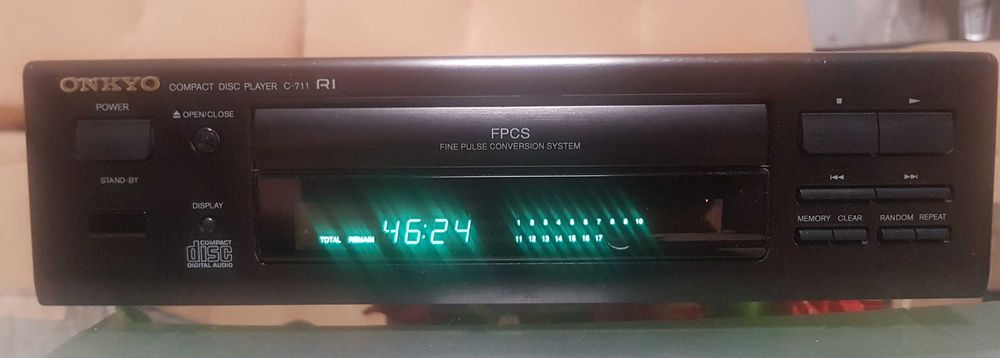 ONKYO COMPACT DISC PLAYER C-711 RI
POWER
⏏ OPEN/CLOSE
STAND-BY
DISPLAY
COMPACT
disc
DIGITAL AUDIO
FPCS
FINE PULSE CONVERSION SYSTEM
TOTAL REMAIN 46:24
1 2 3 4 5 6 7 8 9 10
11 12 13 14 15 16 17
■ ▶
⏮ ⏭
MEMORY CLEAR RANDOM REPEAT